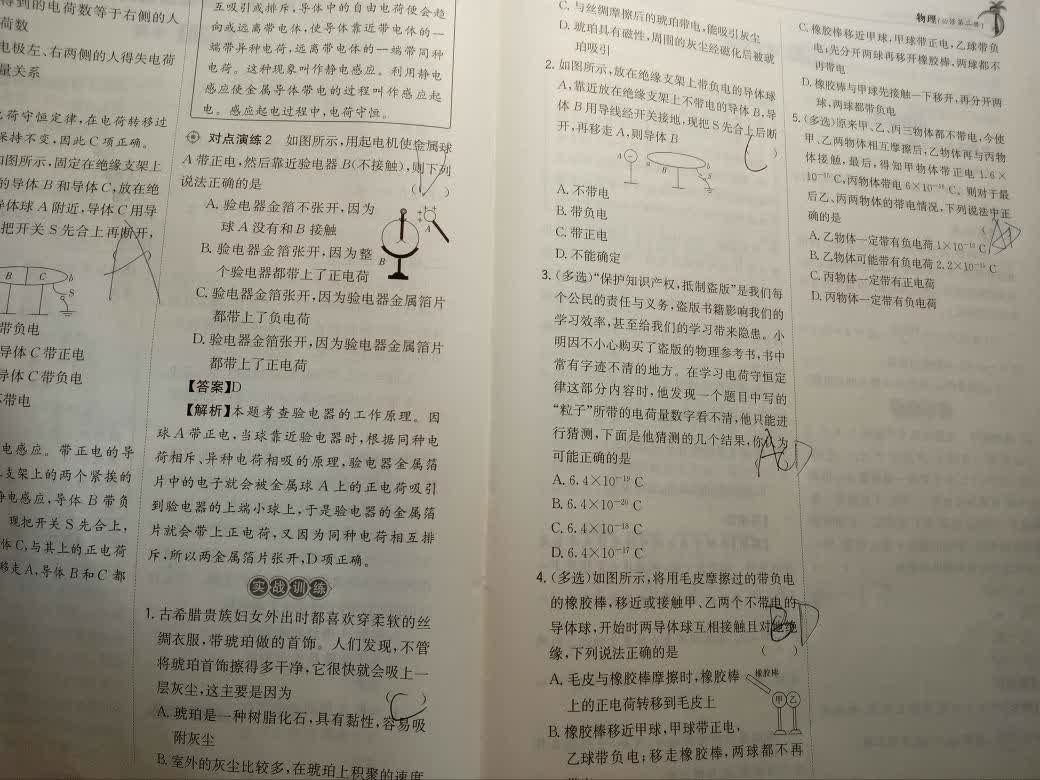 得到的电荷数等于右侧的人
荷数
电极左、右两侧的人得失电荷
量关系
荷守恒定律,在电荷转移过
保持不变,因此C项正确。
如图所示,固定在绝缘支架上
的导体B和导体C,放在绝
导体球A附近,导体C用导
把开关S先合上再断开,
A
B C b
S
带负电
导体C带正电
导体C带负电
带电
电感应。带正电的导
支架上的两个紧挨的
电感应,导体B带负
现把开关S先合上,
体C,与其上的正电荷
移走A,导体B和C都
互吸引或排斥,导体中的自由电荷便会趋
向或远离带电体,使导体靠近带电体的一
端带异种电荷,远离带电体的一端带同种
电荷。这种现象叫作静电感应。利用静电
感应使金属导体带电的过程叫作感应起
电。感应起电过程中,电荷守恒。
对点演练2 如图所示,用起电机使金属球
A带正电,然后靠近验电器B(不接触),则下列
说法正确的是 ( )
A. 验电器金箔不张开,因为
球A没有和B接触
B. 验电器金箔张开,因为整
个验电器都带上了正电荷
A
B
C. 验电器金箔张开,因为验电器金属箔片
都带上了负电荷
D. 验电器金箔张开,因为验电器金属箔片
都带上了正电荷
【答案】D
【解析】本题考查验电器的工作原理。因
球A带正电,当球靠近验电器时,根据同种电
荷相斥、异种电荷相吸的原理,验电器金属箔
片中的电子就会被金属球A上的正电荷吸引
到验电器的上端小球上,于是验电器的金属箔
片就会带上正电荷,又因为同种电荷相互排
斥,所以两金属箔片张开,D项正确。
实战训练
1. 古希腊贵族妇女外出时都喜欢穿柔软的丝
绸衣服,带琥珀做的首饰。人们发现,不管
将琥珀首饰擦得多干净,它很快就会吸上一
层灰尘,这主要是因为 ( C )
A. 琥珀是一种树脂化石,具有黏性,容易吸
附灰尘
B. 室外的灰尘比较多,在琥珀上积聚的速度
C. 与丝绸摩擦后的琥珀带电,能吸引灰尘
D. 琥珀具有磁性,周围的灰尘经磁化后被琥
珀吸引
2. 如图所示,放在绝缘支架上带负电的导体球
A,靠近放在绝缘支架上不带电的导体B,导
体B用导线经开关接地,现把S先合上后断
开,再移走A,则导体B ( C )
A a B b S
A. 不带电
B. 带负电
C. 带正电
D. 不能确定
3. (多选)“保护知识产权,抵制盗版”是我们每
个公民的责任与义务,盗版书籍影响我们的
学习效率,甚至给我们的学习带来隐患。小
明因不小心购买了盗版的物理参考书,书中
常有字迹不清的地方。在学习电荷守恒定
律这部分内容时,他发现一个题目中写的
“粒子”所带的电荷量数字看不清,他只能进
行猜测,下面是他猜测的几个结果,你认为
可能正确的是
AD
A. 6.4×10⁻¹⁹ C
B. 6.4×10⁻²⁰ C
C. 6.4×10⁻¹⁸ C
D. 6.4×10⁻¹⁷ C
4. (多选)如图所示,将用毛皮摩擦过的带负电
的橡胶棒,移近或接触甲、乙两个不带电的
导体球,开始时两导体球互相接触且对地绝
缘,下列说法正确的是 ( )
BD
A. 毛皮与橡胶棒摩擦时,橡胶棒
上的正电荷转移到毛皮上
橡胶棒
甲 乙
B. 橡胶棒移近甲球,甲球带正电,
乙球带负电;移走橡胶棒,两球都不再
物理(必修第三册)
C. 橡胶棒移近甲球,甲球带正电,乙球带负
电,先分开两球再移开橡胶棒,两球都不
再带电
D. 橡胶棒与甲球先接触一下移开,再分开两
球,两球都带负电
5. (多选)原来甲、乙、丙三物体都不带电,今使
甲、乙两物体相互摩擦后,乙物体再与丙物
体接触,最后,得知甲物体带正电1.6×
10⁻¹⁵ C,丙物体带电6×10⁻¹⁶ C。则对于最
后乙、丙两物体的带电情况,下列说法中正
确的是
A. 乙物体一定带有负电荷1×10⁻¹⁵ C
B. 乙物体可能带有负电荷2.2×10⁻¹⁵ C
C. 丙物体一定带有正电荷
D. 丙物体一定带有负电荷